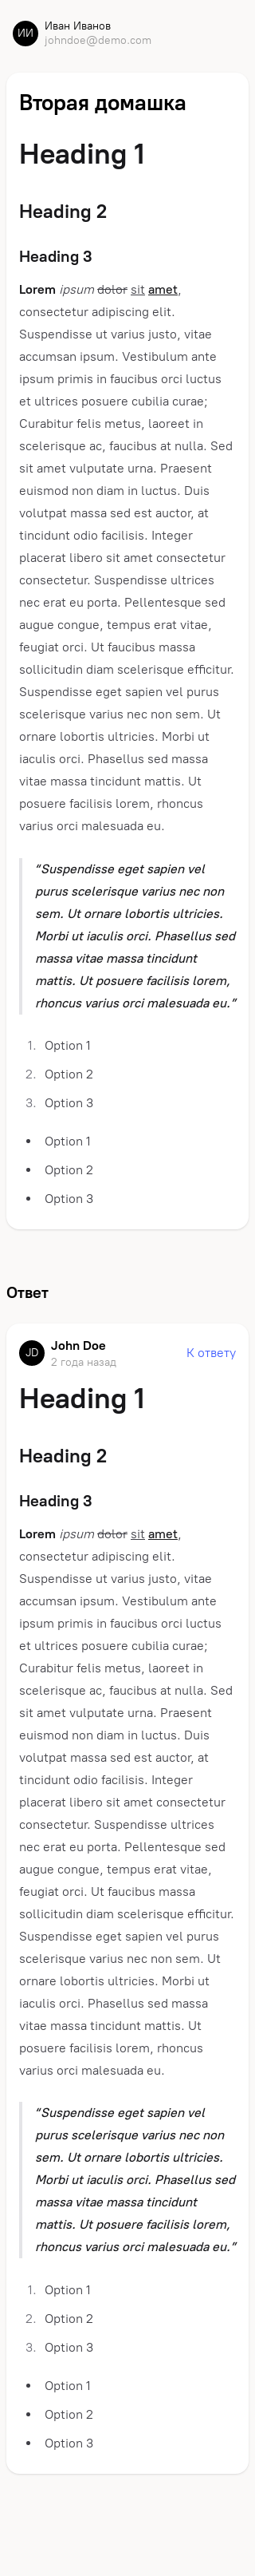 ИИ
Иван Иванов
johndoe@demo.com
Вторая домашка
Heading 1
Heading 2
Heading 3
Lorem ipsum dolor sit amet,
consectetur adipiscing elit.
Suspendisse ut varius justo, vitae
accumsan ipsum. Vestibulum ante
ipsum primis in faucibus orci luctus
et ultrices posuere cubilia curae;
Curabitur felis metus, laoreet in
scelerisque ac, faucibus at nulla. Sed
sit amet vulputate urna. Praesent
euismod non diam in luctus. Duis
volutpat massa sed est auctor, at
tincidunt odio facilisis. Integer
placerat libero sit amet consectetur
consectetur. Suspendisse ultrices
nec erat eu porta. Pellentesque sed
augue congue, tempus erat vitae,
feugiat orci. Ut faucibus massa
sollicitudin diam scelerisque efficitur.
Suspendisse eget sapien vel purus
scelerisque varius nec non sem. Ut
ornare lobortis ultricies. Morbi ut
iaculis orci. Phasellus sed massa
vitae massa tincidunt mattis. Ut
posuere facilisis lorem, rhoncus
varius orci malesuada eu.
“Suspendisse eget sapien vel
purus scelerisque varius nec non
sem. Ut ornare lobortis ultricies.
Morbi ut iaculis orci. Phasellus sed
massa vitae massa tincidunt
mattis. Ut posuere facilisis lorem,
rhoncus varius orci malesuada eu.”
1. Option 1
2. Option 2
3. Option 3
• Option 1
• Option 2
• Option 3
Ответ
JD
John Doe
2 года назад
К ответу
Heading 1
Heading 2
Heading 3
Lorem ipsum dolor sit amet,
consectetur adipiscing elit.
Suspendisse ut varius justo, vitae
accumsan ipsum. Vestibulum ante
ipsum primis in faucibus orci luctus
et ultrices posuere cubilia curae;
Curabitur felis metus, laoreet in
scelerisque ac, faucibus at nulla. Sed
sit amet vulputate urna. Praesent
euismod non diam in luctus. Duis
volutpat massa sed est auctor, at
tincidunt odio facilisis. Integer
placerat libero sit amet consectetur
consectetur. Suspendisse ultrices
nec erat eu porta. Pellentesque sed
augue congue, tempus erat vitae,
feugiat orci. Ut faucibus massa
sollicitudin diam scelerisque efficitur.
Suspendisse eget sapien vel purus
scelerisque varius nec non sem. Ut
ornare lobortis ultricies. Morbi ut
iaculis orci. Phasellus sed massa
vitae massa tincidunt mattis. Ut
posuere facilisis lorem, rhoncus
varius orci malesuada eu.
“Suspendisse eget sapien vel
purus scelerisque varius nec non
sem. Ut ornare lobortis ultricies.
Morbi ut iaculis orci. Phasellus sed
massa vitae massa tincidunt
mattis. Ut posuere facilisis lorem,
rhoncus varius orci malesuada eu.”
1. Option 1
2. Option 2
3. Option 3
• Option 1
• Option 2
• Option 3